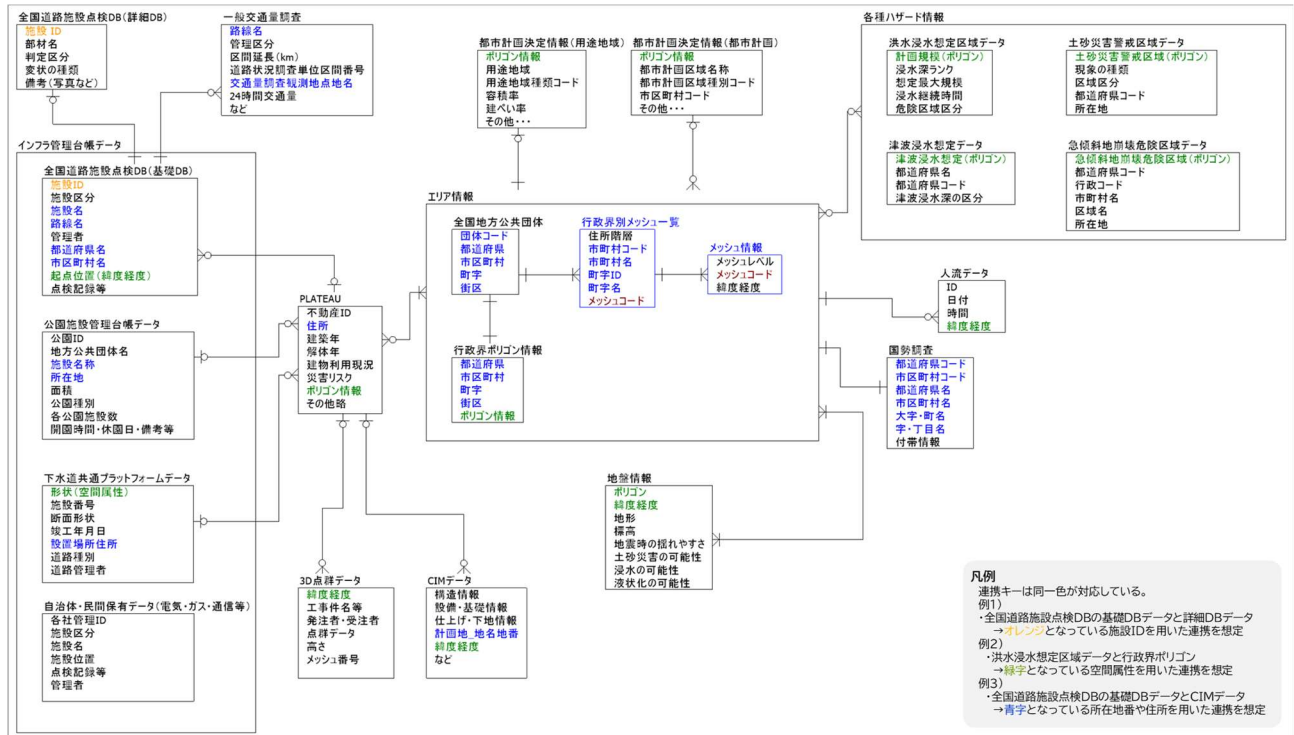 全国道路施設点検DB(詳細DB)
施設 ID
部材名
判定区分
変状の種類
備考(写真など)
一般交通量調査
路線名
管理区分
区間延長(km)
道路状況調査単位区間番号
交通量調査観測地点地名
24時間交通量
など
都市計画決定情報(用途地域)
ポリゴン情報
用途地域
用途地域種類コード
容積率
建ぺい率
その他・・・
都市計画決定情報(都市計画)
ポリゴン情報
都市計画区域名称
都市計画区域種別コード
市区町村コード
その他・・・
各種ハザード情報
洪水浸水想定区域データ
計画規模(ポリゴン)
浸水深ランク
想定最大規模
浸水継続時間
危険区域区分
土砂災害警戒区域データ
土砂災害警戒区域(ポリゴン)
現象の種類
区域区分
都道府県コード
所在地
津波浸水想定データ
津波浸水想定(ポリゴン)
都道府県名
都道府県コード
津波浸水深の区分
急傾斜地崩壊危険区域データ
急傾斜地崩壊危険区域(ポリゴン)
都道府県コード
行政コード
市町村名
区域名
所在地
インフラ管理台帳データ
全国道路施設点検DB(基礎DB)
施設ID
施設区分
施設名
路線名
管理者
都道府県名
市区町村名
起点位置(緯度経度)
点検記録等
公園施設管理台帳データ
公園ID
地方公共団体名
施設名称
所在地
面積
公園種別
各公園施設数
開園時間・休園日・備考等
下水道共通プラットフォームデータ
形状(空間属性)
施設番号
断面形状
竣工年月日
設置場所住所
道路種別
道路管理者
自治体・民間保有データ(電気・ガス・通信等)
各社管理ID
施設区分
施設名
施設位置
点検記録等
管理者
PLATEAU
不動産ID
住所
建築年
解体年
建物利用現況
災害リスク
ポリゴン情報
その他略
エリア情報
全国地方公共団体
団体コード
都道府県
市区町村
町字
街区
行政界別メッシュ一覧
住所階層
市町村コード
市町村名
町字ID
町字名
メッシュコード
メッシュ情報
メッシュレベル
メッシュコード
緯度経度
行政界ポリゴン情報
都道府県
市区町村
町字
街区
ポリゴン情報
人流データ
ID
日付
時間
緯度経度
国勢調査
都道府県コード
市区町村コード
都道府県名
市区町村名
大字・町名
字・丁目名
付帯情報
地盤情報
ポリゴン
緯度経度
地形
標高
地震時の揺れやすさ
土砂災害の可能性
浸水の可能性
液状化の可能性
3D点群データ
緯度経度
工事件名等
発注者・受注者
点群データ
高さ
メッシュ番号
CIMデータ
構造情報
設備・基礎情報
仕上げ・下地情報
計画地_地名地番
緯度経度
など
凡例
連携キーは同一色が対応している。
例1)
・全国道路施設点検DBの基礎DBデータと詳細DBデータ
→オレンジとなっている施設IDを用いた連携を想定
例2)
・洪水浸水想定区域データと行政界ポリゴン
→緑字となっている空間属性を用いた連携を想定
例3)
・全国道路施設点検DBの基礎DBデータとCIMデータ
→青字となっている所在地番や住所を用いた連携を想定